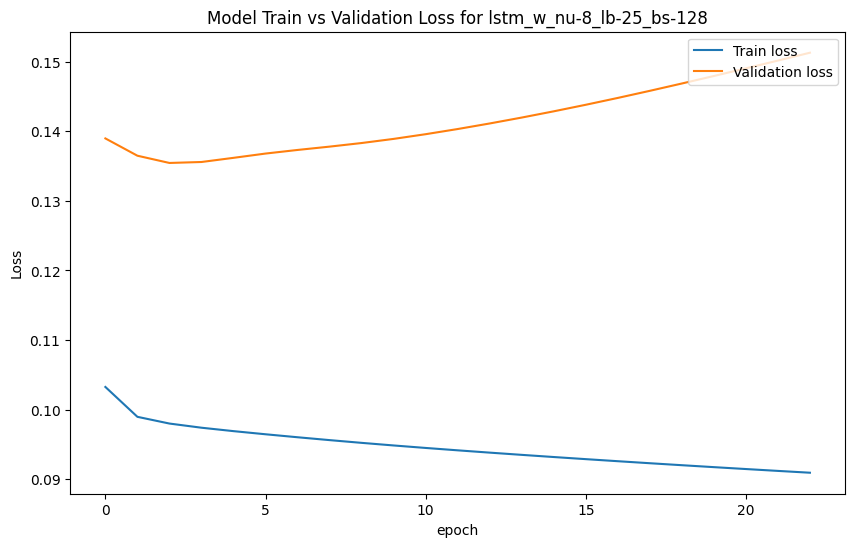 Model Train vs Validation Loss for lstm_w_nu-8_lb-25_bs-128
Train loss
Validation loss
0.15
0.14
0.13
0.12
0.11
0.10
0.09
Loss
0
5
10
15
20
epoch